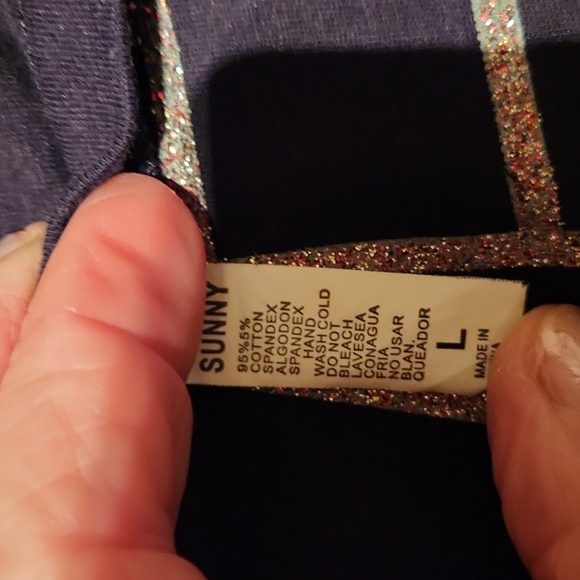 SUNNY
95%5%
COTTON
SPANDEX
ALGODON
SPANDEX
HAND
WASH COLD
DO NOT
BLEACH
LAVESEA
CONAGUA
FRIA
NO USAR
BLAN.
QUEADOR
L
MADE IN